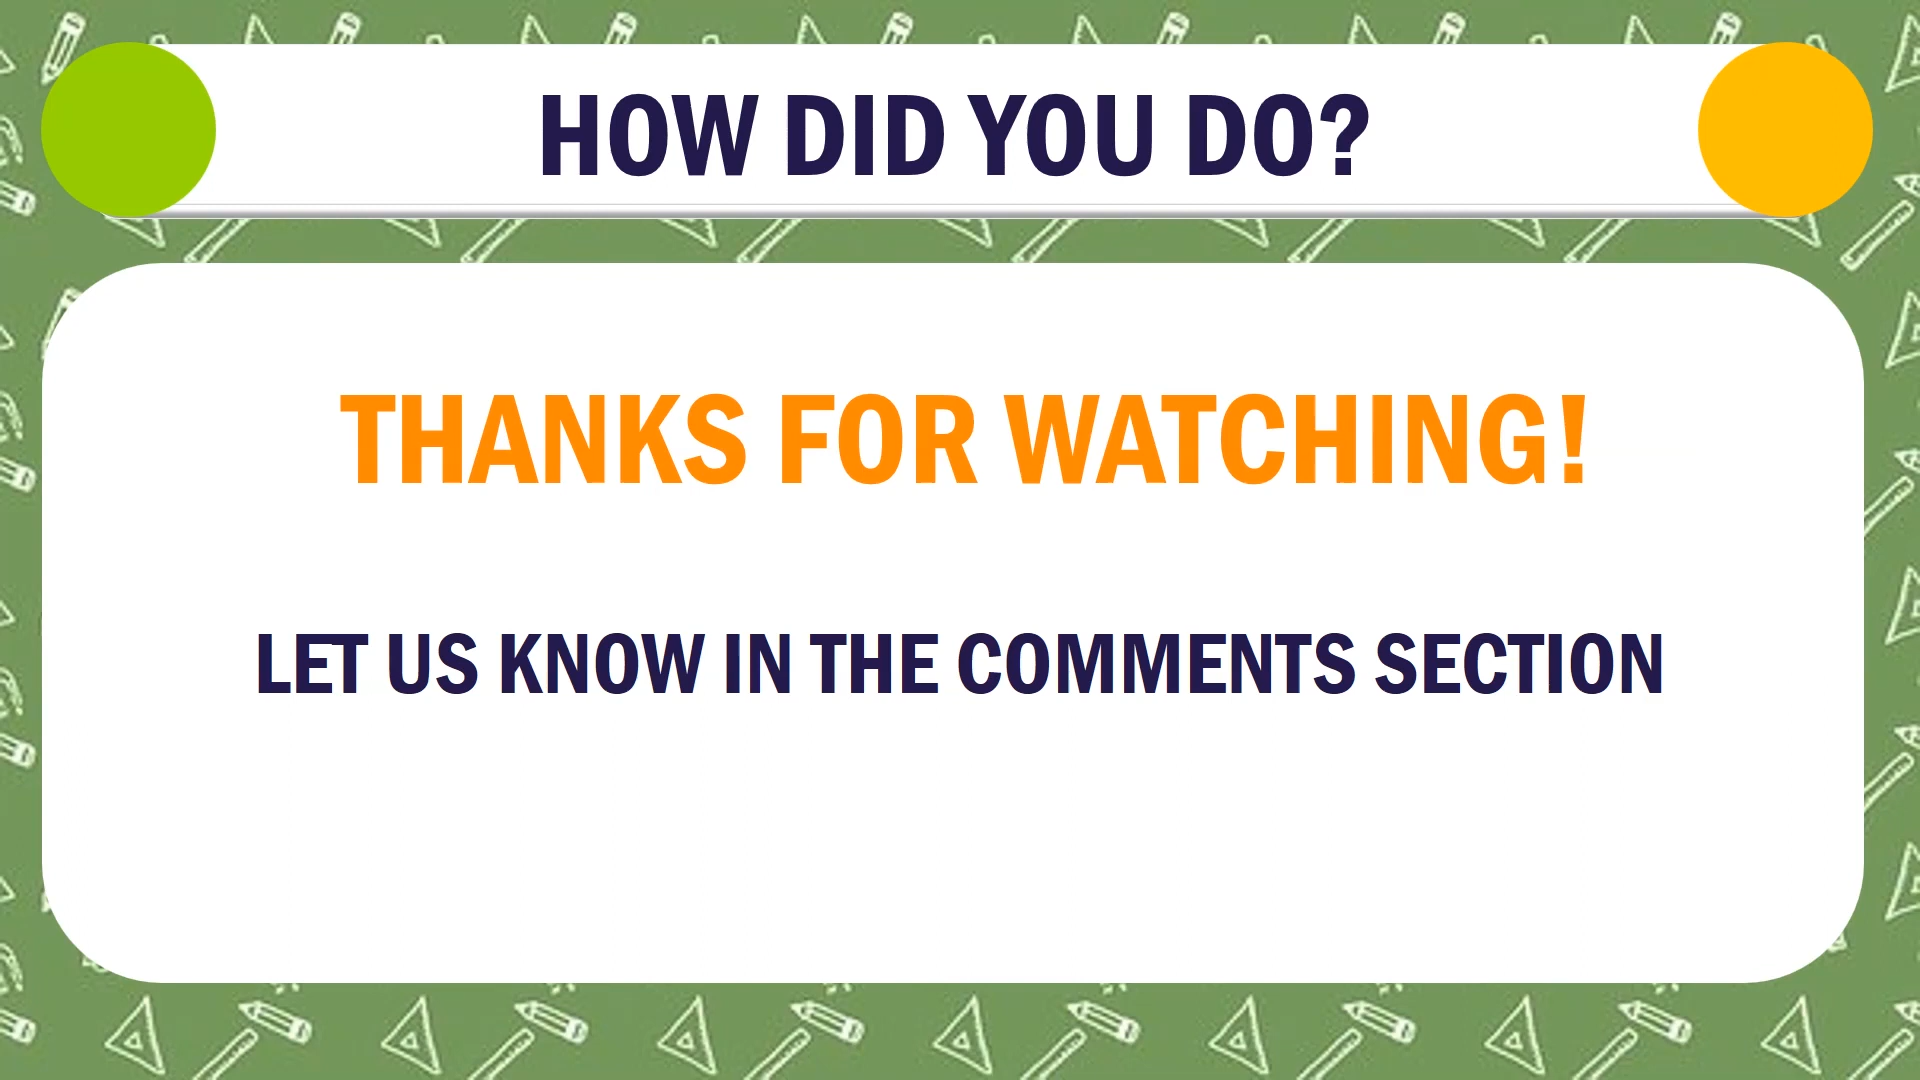 HOW DID YOU DO?
THANKS FOR WATCHING!
LET US KNOW IN THE COMMENTS SECTION